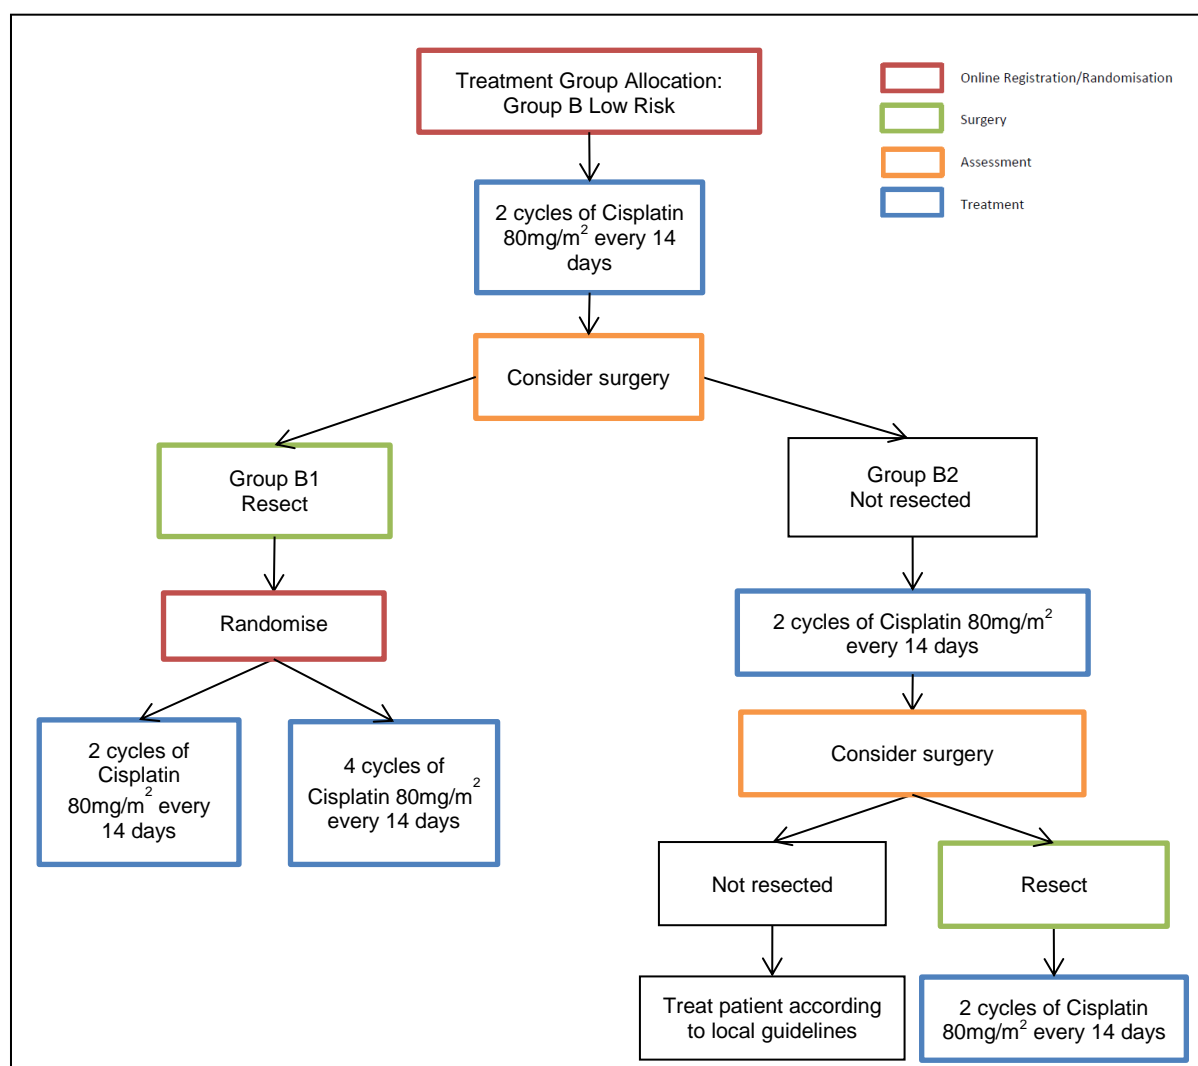 Treatment Group Allocation:
Group B Low Risk
Online Registration/Randomisation
Surgery
Assessment
Treatment
2 cycles of Cisplatin
80mg/m² every 14
days
Consider surgery
Group B1
Resect
Group B2
Not resected
Randomise
2 cycles of Cisplatin 80mg/m²
every 14 days
2 cycles of
Cisplatin
80mg/m² every
14 days
4 cycles of
Cisplatin 80mg/m²
every 14 days
Consider surgery
Not resected
Resect
Treat patient according
to local guidelines
2 cycles of Cisplatin
80mg/m² every 14 days